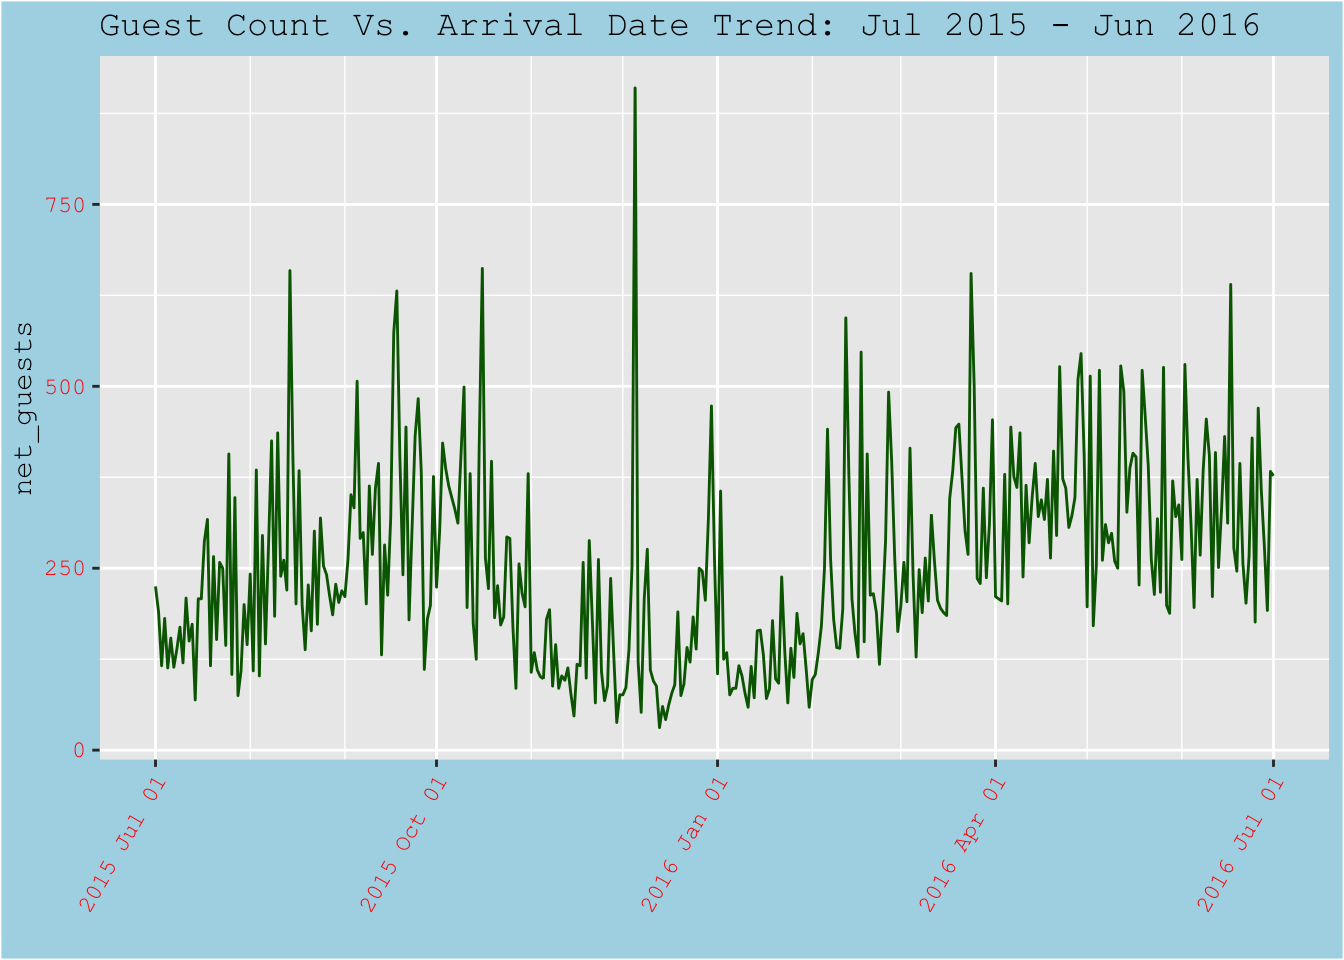 Guest Count Vs. Arrival Date Trend: Jul 2015 - Jun 2016
net_guests
750
500
250
0
2015 Jul 01
2015 Oct 01
2016 Jan 01
2016 Apr 01
2016 Jul 01